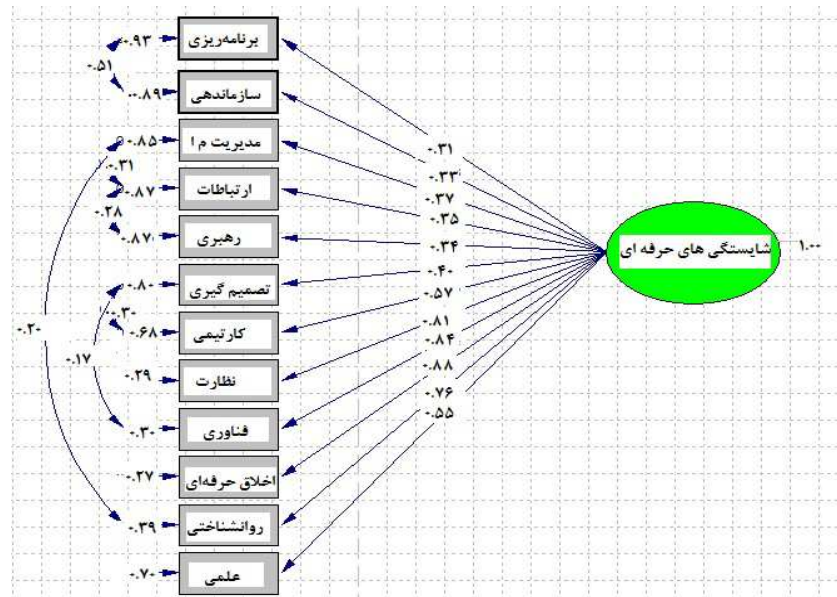 شایستگی های حرفه ای
۱.۰۰
۰.۳۱
۰.۳۳
۰.۳۷
۰.۳۵
۰.۳۴
۰.۴۰
۰.۵۷
۰.۸۱
۰.۸۴
۰.۸۸
۰.۷۶
۰.۵۵
برنامه‌ریزی
سازماندهی
مدیریت م ا
ارتباطات
رهبری
تصمیم گیری
کارتیمی
نظارت
فناوری
اخلاق حرفه‌ای
روانشناختی
علمی
۰.۹۳
۰.۸۹
۰.۸۵
۰.۸۷
۰.۸۷
۰.۸۰
۰.۶۸
۰.۲۹
۰.۳۰
۰.۲۷
۰.۳۹
۰.۷۰
۰.۵۱
۰.۳۱
۰.۲۸
۰.۳۰
۰.۱۷
۰.۲۰